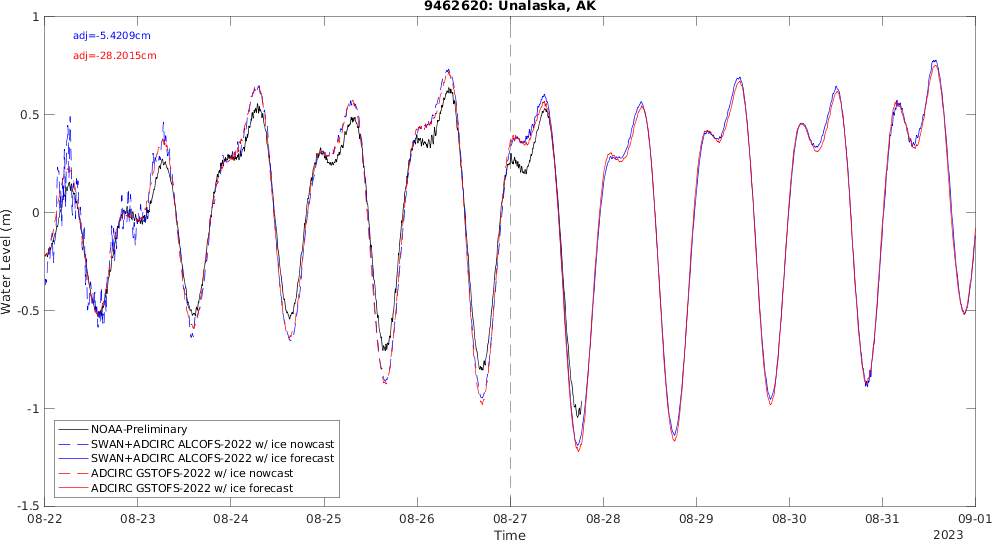 9462620: Unalaska, AK
adj=-5.4209cm
adj=-28.2015cm
Water Level (m)
1
0.5
0
-0.5
-1
-1.5
NOAA-Preliminary
SWAN+ADCIRC ALCOFS-2022 w/ ice nowcast
SWAN+ADCIRC ALCOFS-2022 w/ ice forecast
ADCIRC GSTOFS-2022 w/ ice nowcast
ADCIRC GSTOFS-2022 w/ ice forecast
08-22 08-23 08-24 08-25 08-26 08-27 08-28 08-29 08-30 08-31 09-01
Time
2023